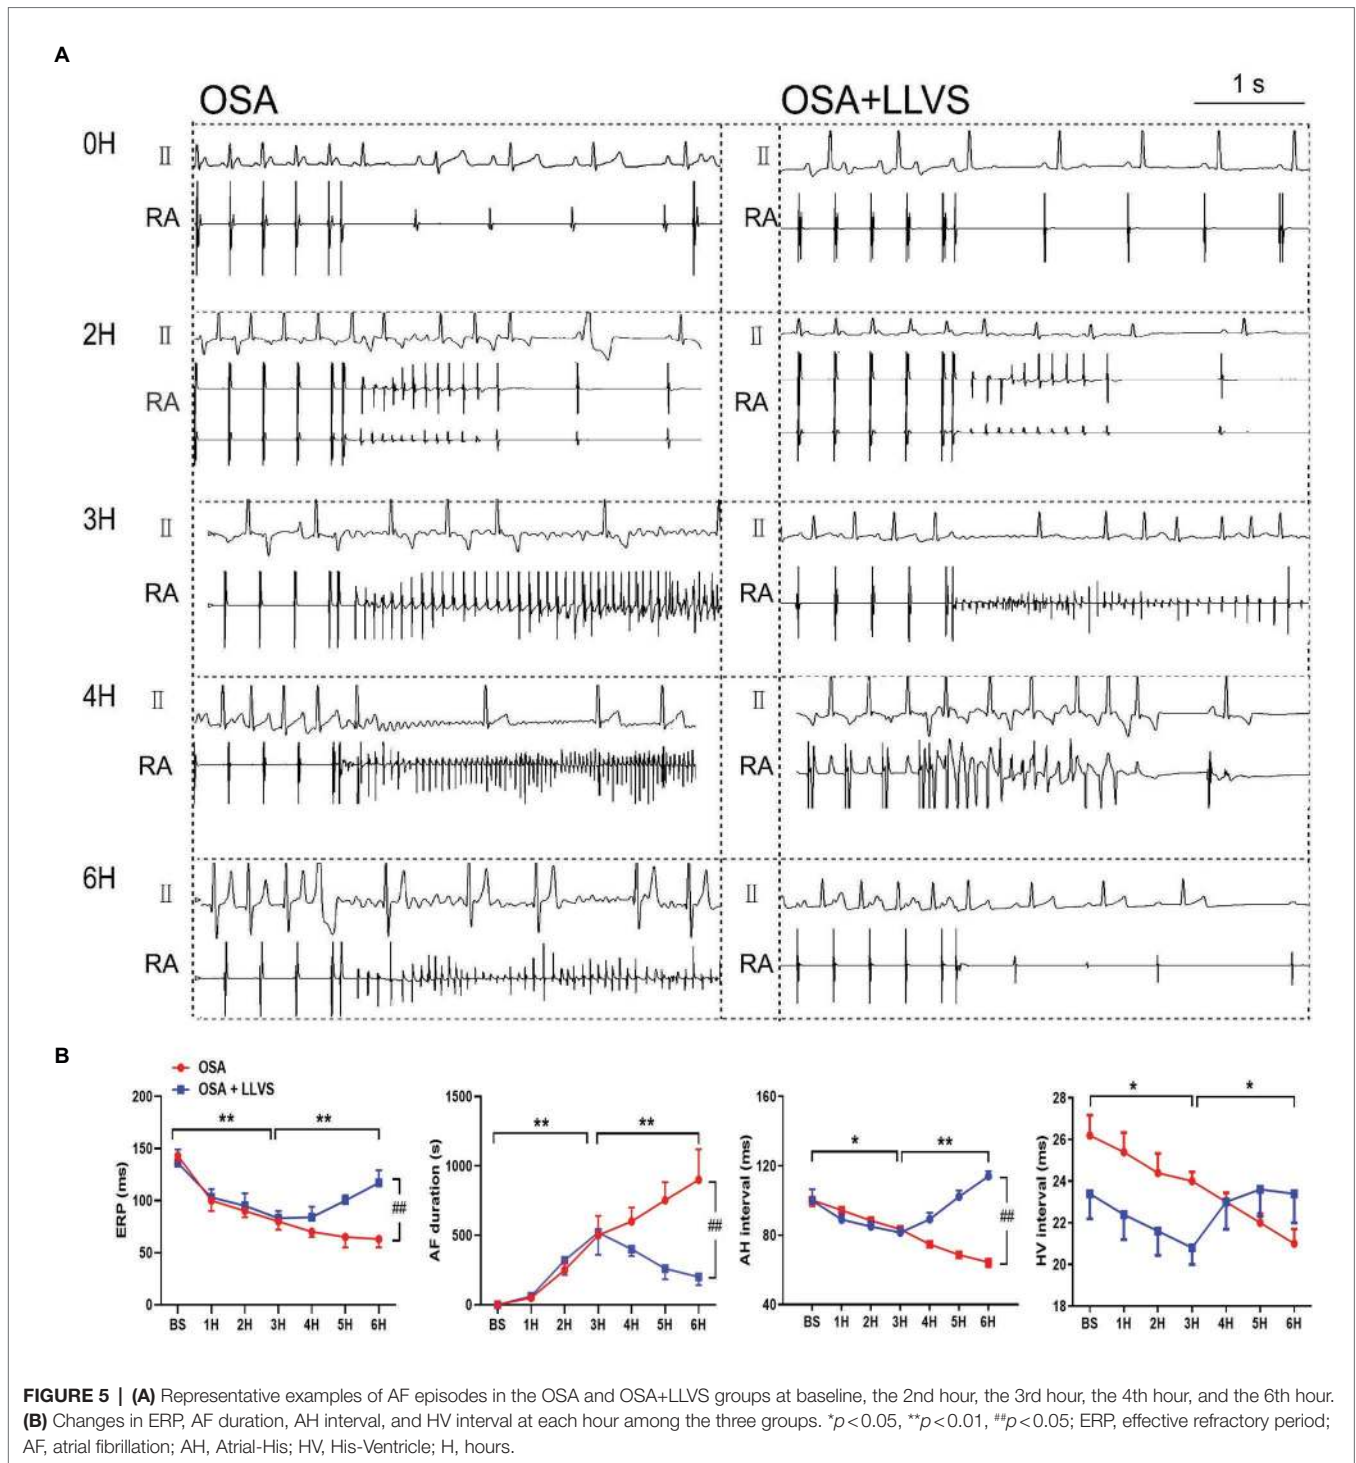 A
OSA
OSA+LLVS
1 s
0H
II
RA
II
RA
2H
II
RA
II
RA
3H
II
RA
II
RA
4H
II
RA
II
RA
6H
II
RA
II
RA
B
OSA
OSA + LLVS
ERP (ms)
200
150
100
50
0
BS 1H 2H 3H 4H 5H 6H
** **
##
AF duration (s)
1500
1000
500
0
BS 1H 2H 3H 4H 5H 6H
** **
##
AH interval (ms)
160
120
80
40
BS 1H 2H 3H 4H 5H 6H
* **
##
HV interval (ms)
28
26
24
22
20
18
BS 1H 2H 3H 4H 5H 6H
* *
FIGURE 5 | (A) Representative examples of AF episodes in the OSA and OSA+LLVS groups at baseline, the 2nd hour, the 3rd hour, the 4th hour, and the 6th hour.
(B) Changes in ERP, AF duration, AH interval, and HV interval at each hour among the three groups. *p<0.05, **p<0.01, ##p<0.05; ERP, effective refractory period;
AF, atrial fibrillation; AH, Atrial-His; HV, His-Ventricle; H, hours.